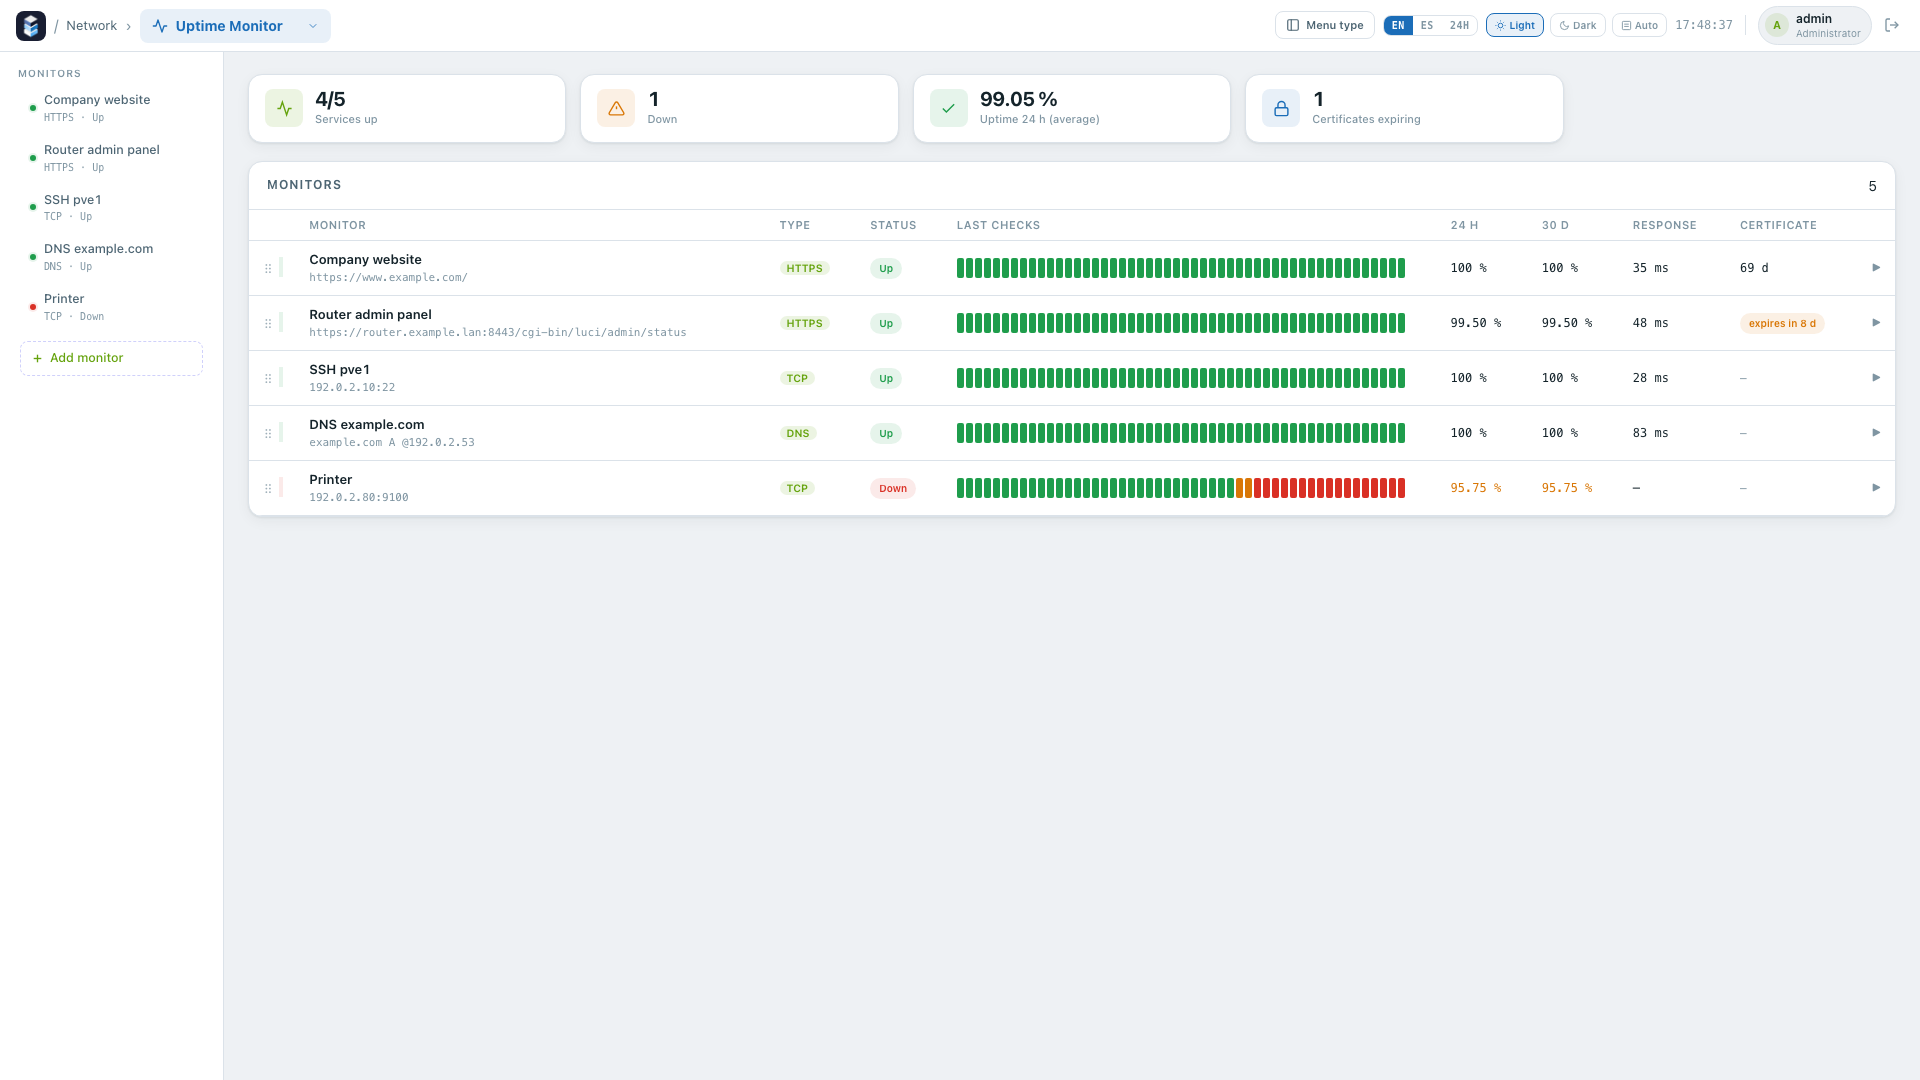 / Network › Uptime Monitor
Menu type
EN ES 24H
Light
Dark
Auto
17:48:37
A
admin
Administrator
MONITORS
Company website
HTTPS · Up
Router admin panel
HTTPS · Up
SSH pve1
TCP · Up
DNS example.com
DNS · Up
Printer
TCP · Down
+ Add monitor
4/5
Services up
1
Down
99.05 %
Uptime 24 h (average)
1
Certificates expiring
MONITORS 5
MONITOR TYPE STATUS LAST CHECKS 24 H 30 D RESPONSE CERTIFICATE
Company website
https://www.example.com/
HTTPS Up 100 % 100 % 35 ms 69 d
Router admin panel
https://router.example.lan:8443/cgi-bin/luci/admin/status
HTTPS Up 99.50 % 99.50 % 48 ms expires in 8 d
SSH pve1
192.0.2.10:22
TCP Up 100 % 100 % 28 ms —
DNS example.com
example.com A @192.0.2.53
DNS Up 100 % 100 % 83 ms —
Printer
192.0.2.80:9100
TCP Down 95.75 % 95.75 % — —